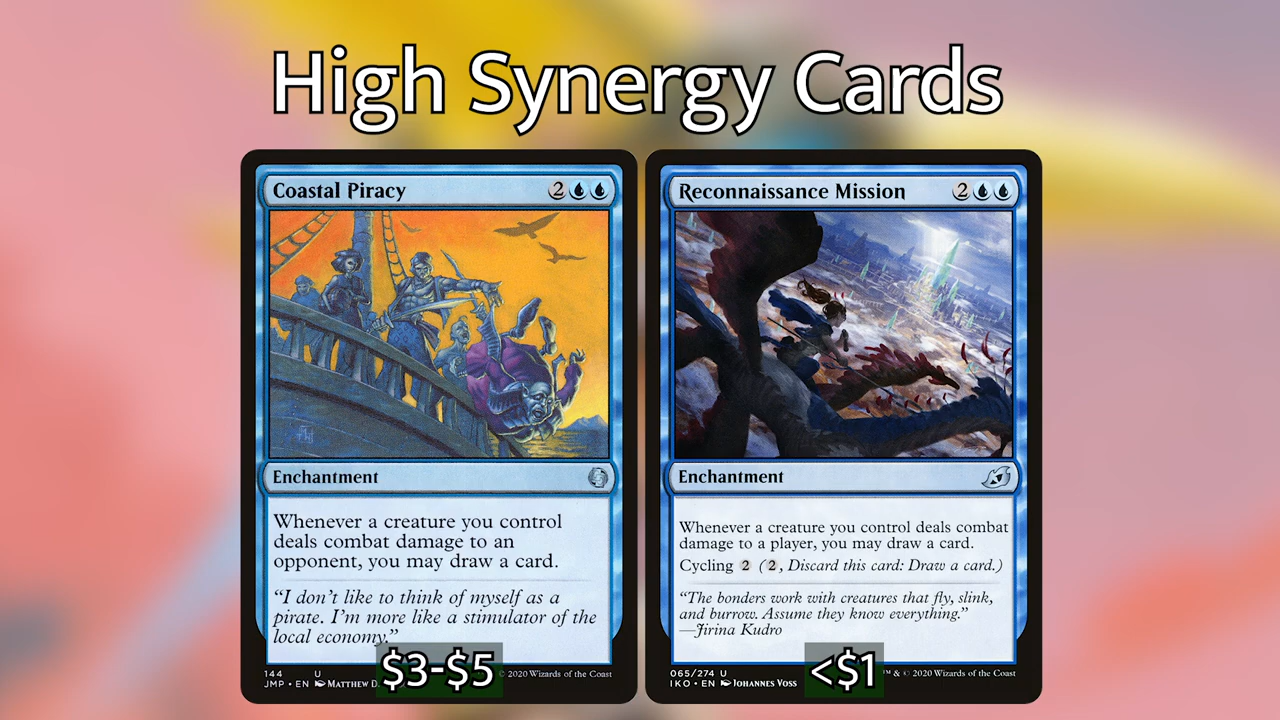 High Synergy Cards
Coastal Piracy 2
Enchantment
Whenever a creature you control
deals combat damage to an
opponent, you may draw a card.
“I don’t like to think of myself as a
pirate. I’m more like a stimulator of the
local economy.”
144 U
JMP • EN Matthew D.
© 2020 Wizards of the Coast
$3-$5
Reconnaissance Mission 2
Enchantment
Whenever a creature you control deals combat
damage to a player, you may draw a card.
Cycling 2 (2, Discard this card: Draw a card.)
“The bonders work with creatures that fly, slink,
and burrow. Assume they know everything.”
—Jirina Kudro
065/274 U
IKO • EN Johannes Voss
™ & © 2020 Wizards of the Coast
<$1